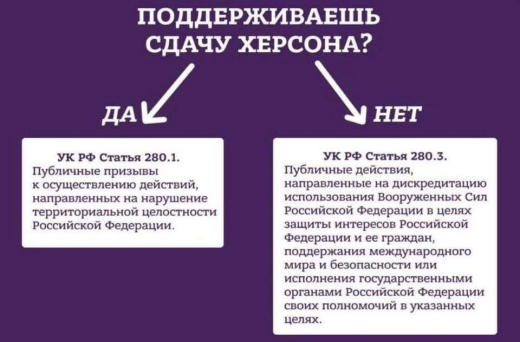 ПОДДЕРЖИВАЕШЬ
СДАЧУ ХЕРСОНА?
ДА
НЕТ
УК РФ Статья 280.1.
Публичные призывы
к осуществлению действий,
направленных на нарушение
территориальной целостности
Российской Федерации.
УК РФ Статья 280.3.
Публичные действия,
направленные на дискредитацию
использования Вооруженных Сил
Российской Федерации в целях
защиты интересов Российской
Федерации и ее граждан,
поддержания международного
мира и безопасности или
исполнения государственными
органами Российской Федерации
своих полномочий в указанных
целях.